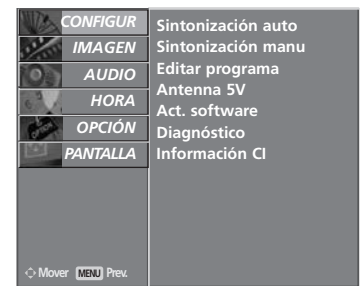 CONFIGUR
IMAGEN
AUDIO
HORA
OPCIÓN
PANTALLA
Sintonización auto
Sintonización manu
Editar programa
Antenna 5V
Act. software
Diagnóstico
Información CI
Mover MENU Prev.